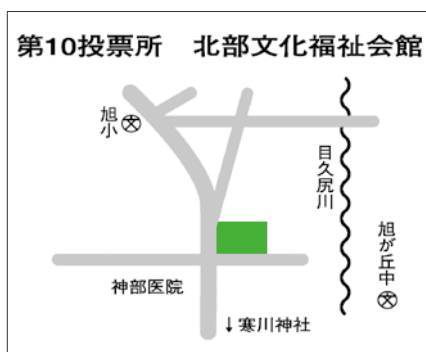 第10投票所　北部文化福祉会館
旭小
目久尻川
旭が丘中
神部医院
↓寒川神社